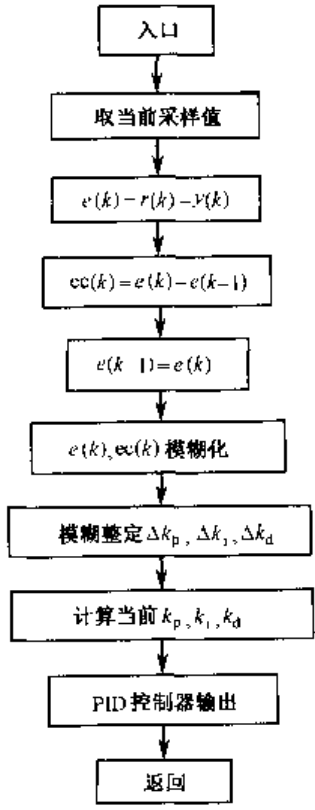 入口
取当前采样值
e(k)=r(k)-y(k)
ec(k)=e(k)-e(k-1)
e(k-1)=e(k)
e(k),ec(k)模糊化
模糊整定Δkp,Δki,Δkd
计算当前kp,ki,kd
PID控制器输出
返回